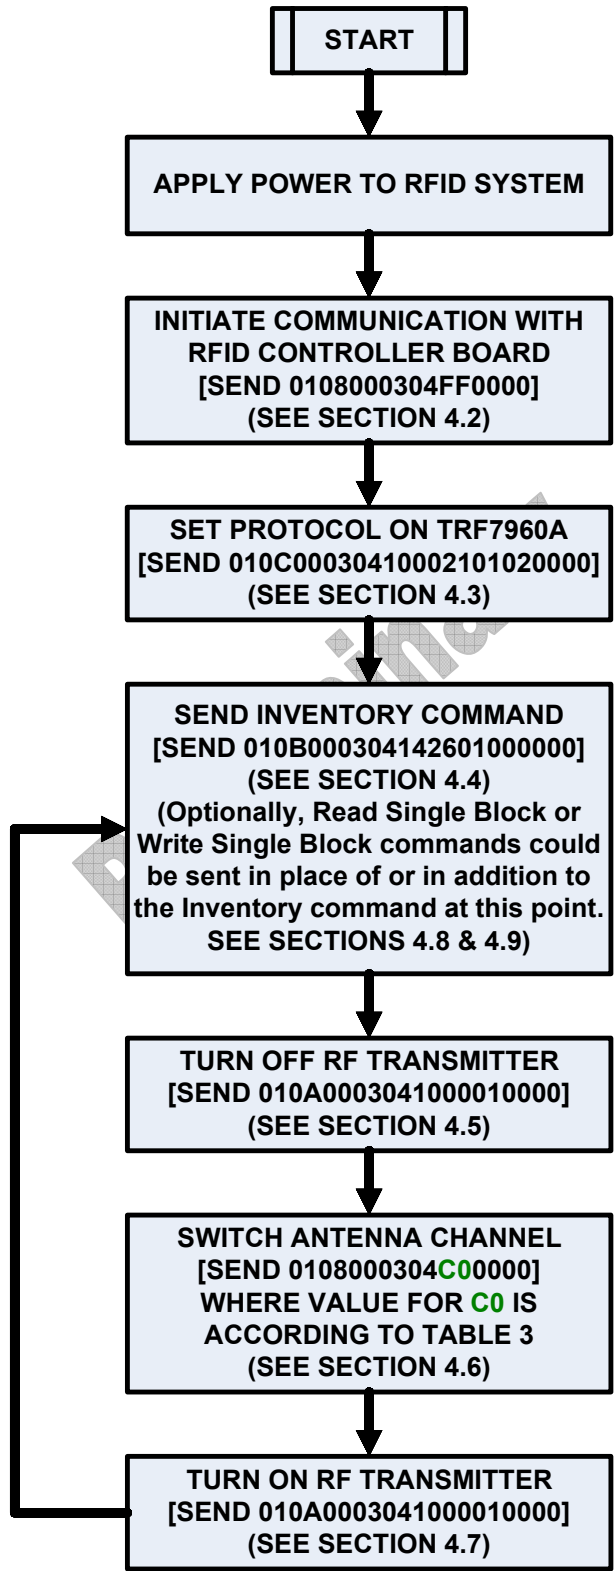 START
APPLY POWER TO RFID SYSTEM
INITIATE COMMUNICATION WITH
RFID CONTROLLER BOARD
[SEND 0108000304FF0000]
(SEE SECTION 4.2)
SET PROTOCOL ON TRF7960A
[SEND 010C00030410002101020000]
(SEE SECTION 4.3)
SEND INVENTORY COMMAND
[SEND 010B000304142601000000]
(SEE SECTION 4.4)
(Optionally, Read Single Block or
Write Single Block commands could
be sent in place of or in addition to
the Inventory command at this point.
SEE SECTIONS 4.8 & 4.9)
TURN OFF RF TRANSMITTER
[SEND 010A0003041000010000]
(SEE SECTION 4.5)
SWITCH ANTENNA CHANNEL
[SEND 0108000304C00000]
WHERE VALUE FOR C0 IS
ACCORDING TO TABLE 3
(SEE SECTION 4.6)
TURN ON RF TRANSMITTER
[SEND 010A0003041000010000]
(SEE SECTION 4.7)